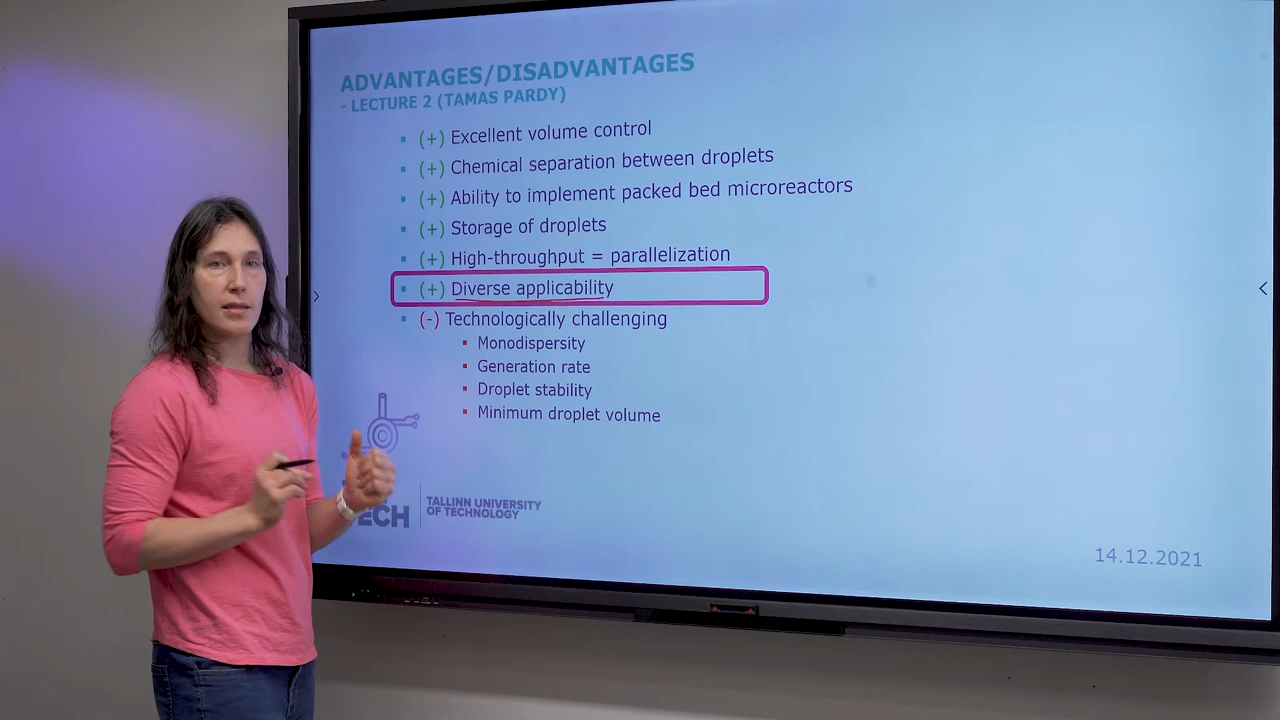 ADVANTAGES/DISADVANTAGES
- LECTURE 2 (TAMAS PARDY)
▪ (+) Excellent volume control
▪ (+) Chemical separation between droplets
▪ (+) Ability to implement packed bed microreactors
▪ (+) Storage of droplets
▪ (+) High-throughput = parallelization
▪ (+) Diverse applicability
▪ (-) Technologically challenging
▪ Monodispersity
▪ Generation rate
▪ Droplet stability
▪ Minimum droplet volume
TALLINN UNIVERSITY
OF TECHNOLOGY
14.12.2021